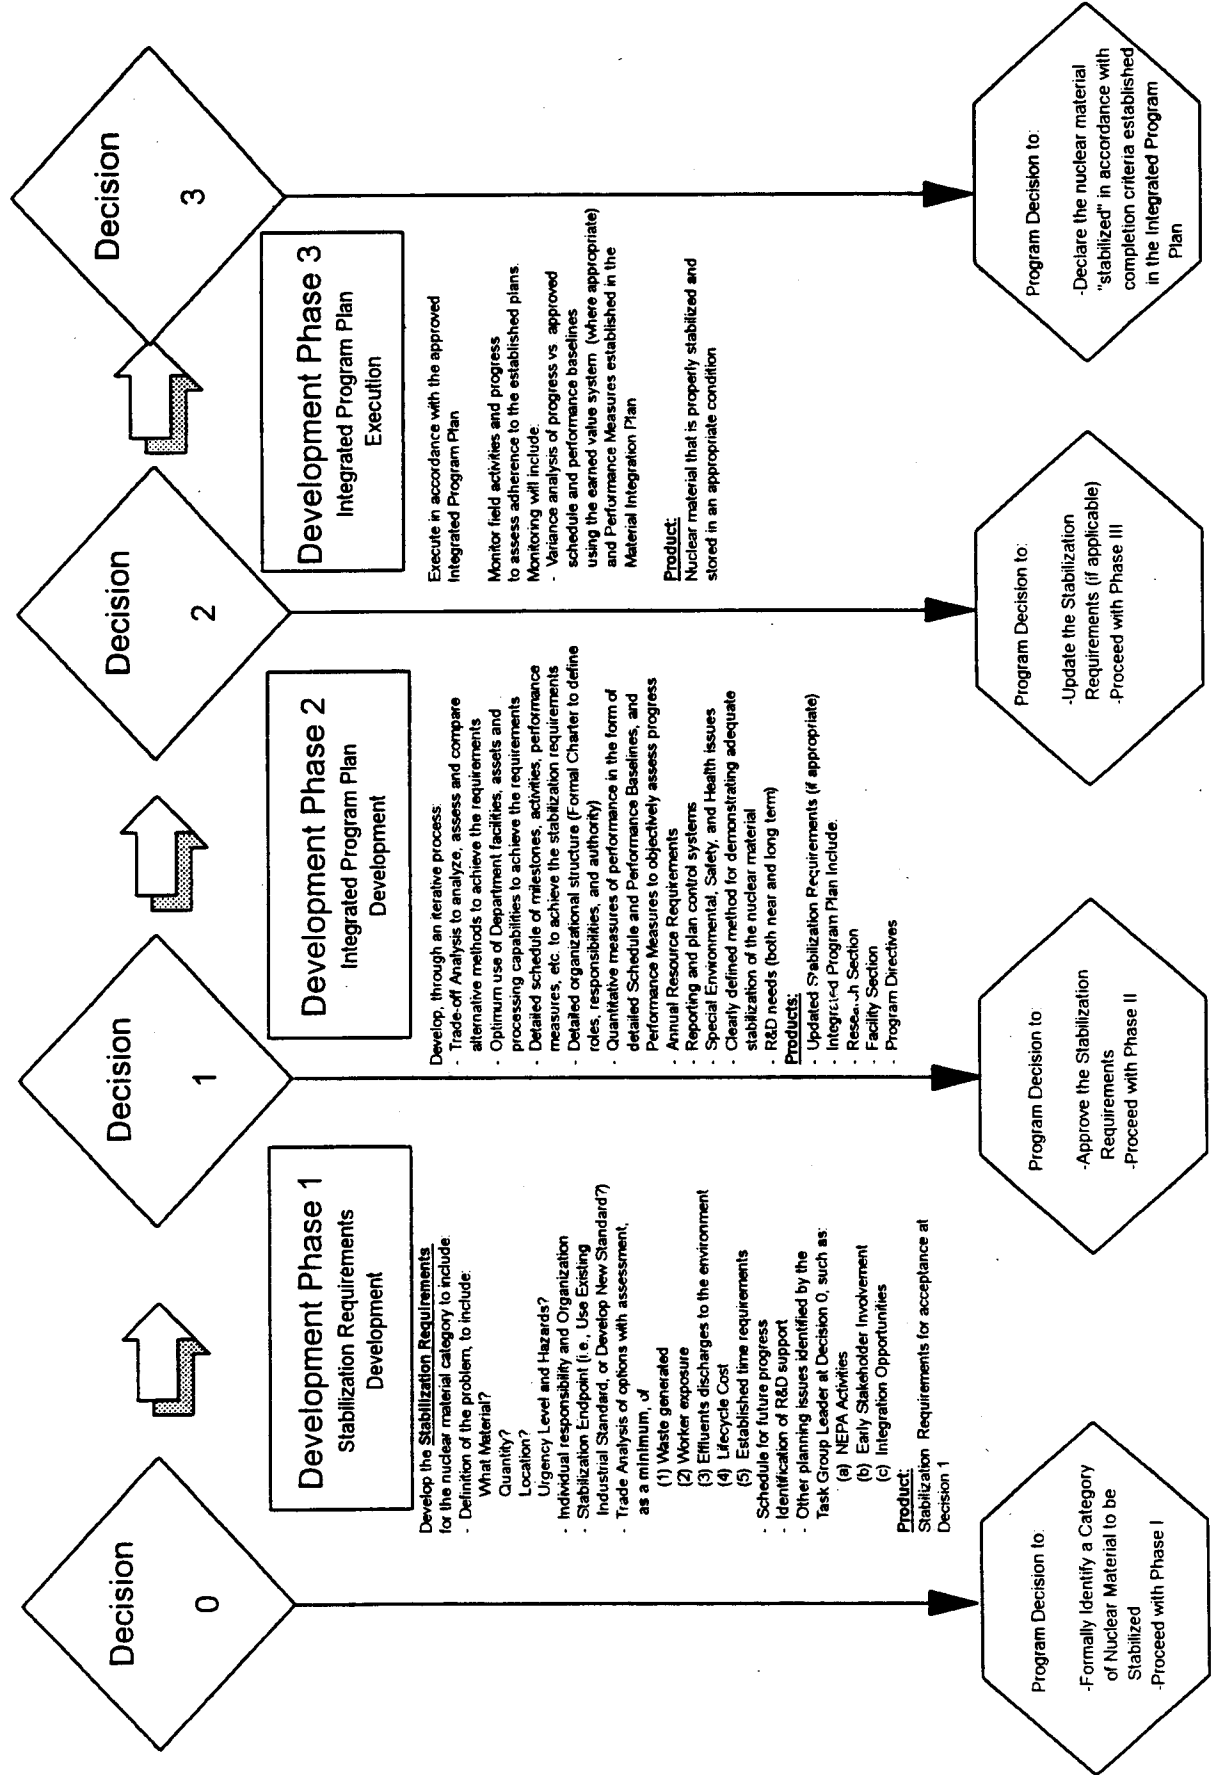 Decision
0
Decision
1
Decision
2
Decision
3
Development Phase 1
Stabilization Requirements
Development
Develop the Stabilization Requirements
for the nuclear material category to include:
- Definition of the problem, to include:
What Material?
Quantity?
Location?
Urgency Level and Hazards?
- Individual responsibility and Organization
- Stabilization Endpoint (i.e., Use Existing
Industrial Standard, or Develop New Standard?)
- Trade Analysis of options with assessment,
as a minimum, of
(1) Waste generated
(2) Worker exposure
(3) Effluents discharges to the environment
(4) Lifecycle Cost
(5) Established time requirements
- Schedule for future progress
- Identification of R&D support
- Other planning issues identified by the
Task Group Leader at Decision 0, such as:
(a) NEPA Activities
(b) Early Stakeholder Involvement
(c) Integration Opportunities
Product:
Stabilization Requirements for acceptance at
Decision 1
Development Phase 2
Integrated Program Plan
Development
Develop, through an iterative process:
- Trade-off Analysis to analyze, assess and compare
alternative methods to achieve the requirements
- Optimum use of Department facilities, assets and
processing capabilities to achieve the requirements
- Detailed schedule of milestones, activities, performance
measures, etc. to achieve the stabilization requirements
- Detailed organizational structure (Formal Charter to define
roles, responsibilities, and authority)
- Quantitative measures of performance in the form of
detailed Schedule and Performance Baselines, and
Performance Measures to objectively assess progress
- Annual Resource Requirements
- Reporting and plan control systems
- Special Environmental, Safety, and Health issues
- Clearly defined method for demonstrating adequate
stabilization of the nuclear material
- R&D needs (both near and long term)
Products:
- Updated Stabilization Requirements (if appropriate)
- Integrated Program Plan Include:
- Research Section
- Facility Section
- Program Directives
Development Phase 3
Integrated Program Plan
Execution
Execute in accordance with the approved
Integrated Program Plan
Monitor field activities and progress
to assess adherence to the established plans.
Monitoring will include:
- Variance analysis of progress vs. approved
schedule and performance baselines
using the earned value system (where appropriate)
and Performance Measures established in the
Material Integration Plan
Product:
Nuclear material that is properly stabilized and
stored in an appropriate condition
Program Decision to:
-Formally Identify a Category
of Nuclear Material to be
Stabilized
-Proceed with Phase I
Program Decision to:
-Approve the Stabilization
Requirements
-Proceed with Phase II
Program Decision to:
-Update the Stabilization
Requirements (if applicable)
-Proceed with Phase III
Program Decision to:
-Declare the nuclear material
"stabilized" in accordance with
completion criteria established
in the Integrated Program
Plan